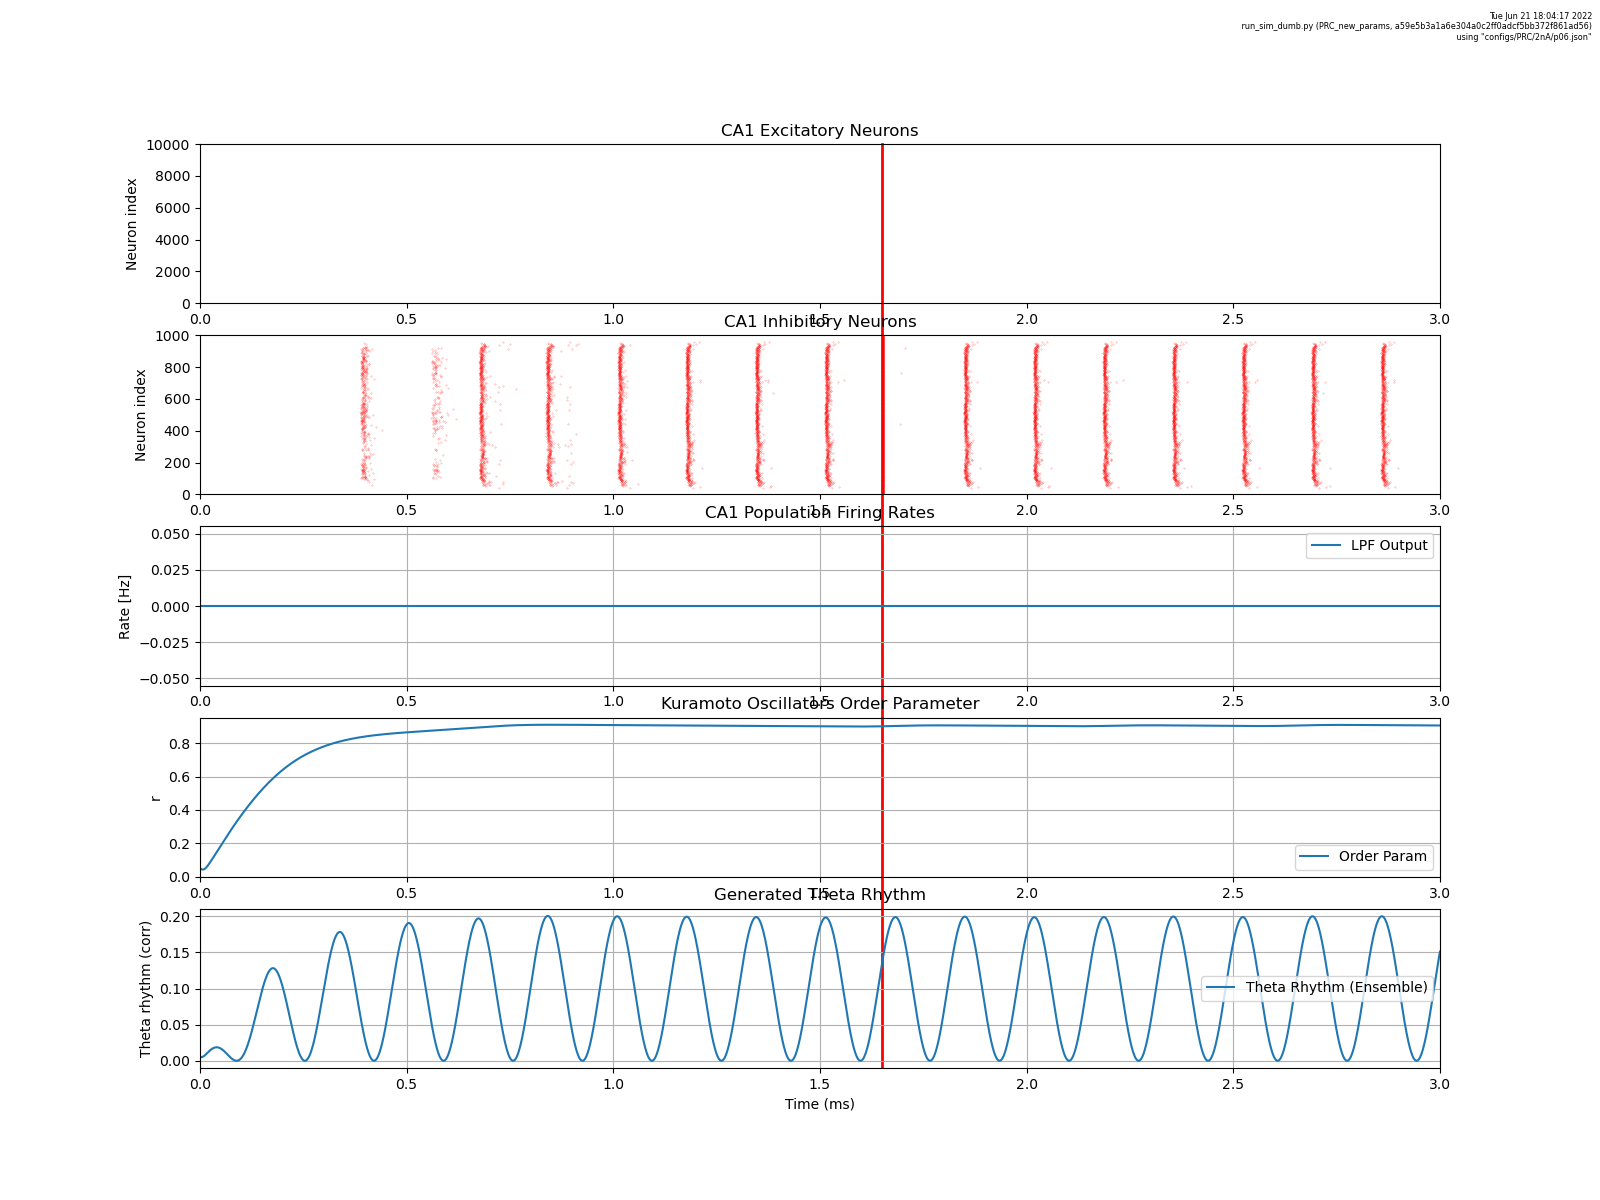 Tue Jun 21 18:04:17 2022
run_sim_dumb.py (PRC_new_params, a59e5b3a1a6e304a0c2ff0adcf5bb372f861ad56)
using "configs/PRC/2nA/p06.json"
CA1 Excitatory Neurons
Neuron index
10000
8000
6000
4000
2000
0
0.0 0.5 1.0 1.5 2.0 2.5 3.0
CA1 Inhibitory Neurons
Neuron index
1000
800
600
400
200
0
0.0 0.5 1.0 1.5 2.0 2.5 3.0
CA1 Population Firing Rates
Rate [Hz]
0.050
0.025
0.000
−0.025
−0.050
LPF Output
0.0 0.5 1.0 1.5 2.0 2.5 3.0
Kuramoto Oscillators Order Parameter
r
0.8
0.6
0.4
0.2
0.0
Order Param
0.0 0.5 1.0 1.5 2.0 2.5 3.0
Generated Theta Rhythm
Theta rhythm (corr)
0.20
0.15
0.10
0.05
0.00
Theta Rhythm (Ensemble)
0.0 0.5 1.0 1.5 2.0 2.5 3.0
Time (ms)